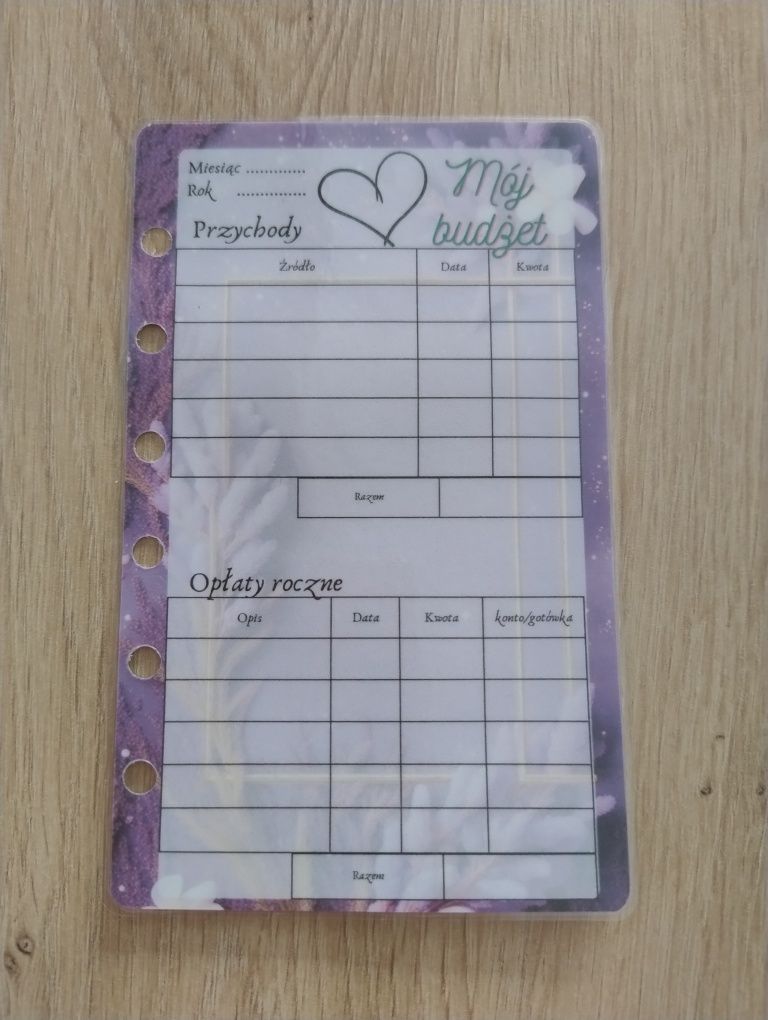 Miesiąc .............
Rok ...............
Mój
budżet
Przychody
Źródło Data Kwota
Razem
Opłaty roczne
Opis Data Kwota konto/gotówka
Razem